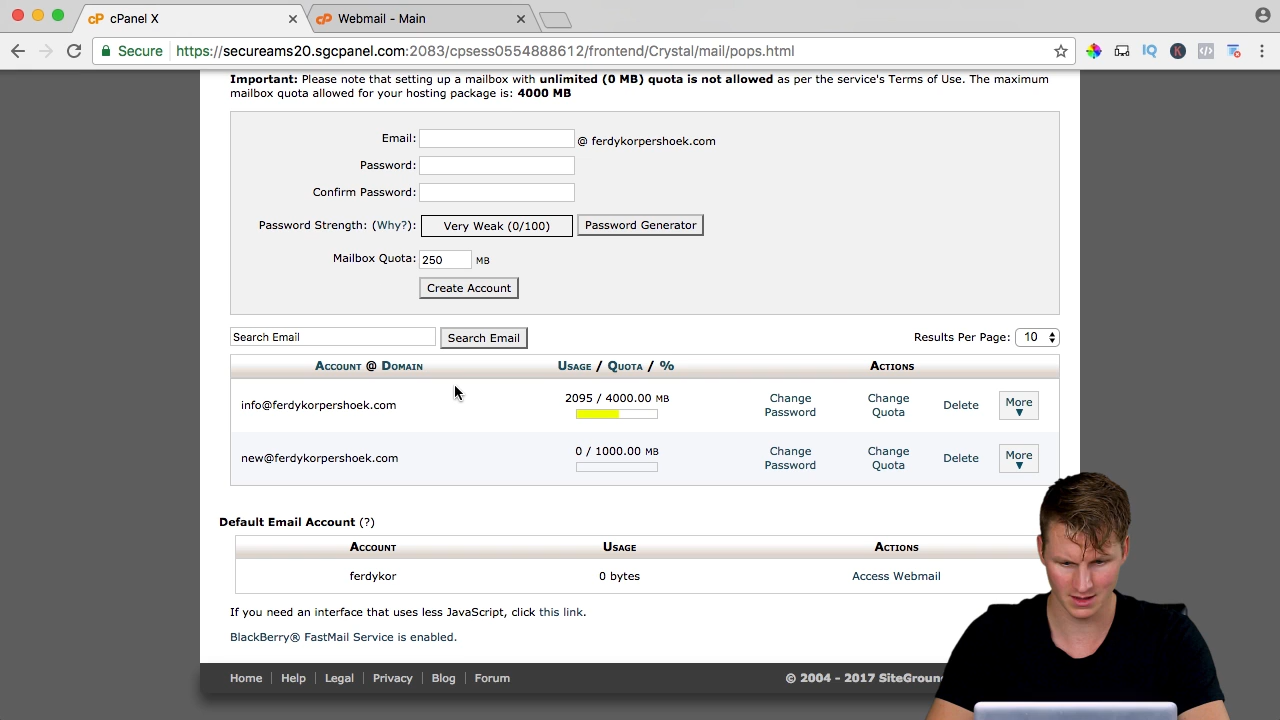 cPanel X
Webmail - Main
Secure https://secureams20.sgcpanel.com:2083/cpsess0554888612/frontend/Crystal/mail/pops.html
Important: Please note that setting up a mailbox with unlimited (0 MB) quota is not allowed as per the service's Terms of Use. The maximum
mailbox quota allowed for your hosting package is: 4000 MB
Email: @ ferdykorpershoek.com
Password:
Confirm Password:
Password Strength: (Why?): Very Weak (0/100) Password Generator
Mailbox Quota: 250 MB
Create Account
Search Email Search Email Results Per Page: 10
Account @ Domain Usage / Quota / % Actions
info@ferdykorpershoek.com 2095 / 4000.00 MB Change Password Change Quota Delete More ▼
new@ferdykorpershoek.com 0 / 1000.00 MB Change Password Change Quota Delete More ▼
Default Email Account (?)
Account Usage Actions
ferdykor 0 bytes Access Webmail
If you need an interface that uses less JavaScript, click this link.
BlackBerry® FastMail Service is enabled.
Home Help Legal Privacy Blog Forum © 2004 - 2017 SiteGroun